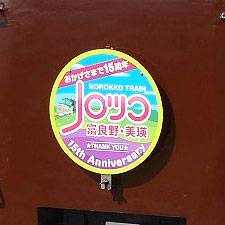 おかげさまで15周年
NOROKKO TRAIN
ノロッコ
富良野・美瑛
★THANK YOU★
15th Anniversary